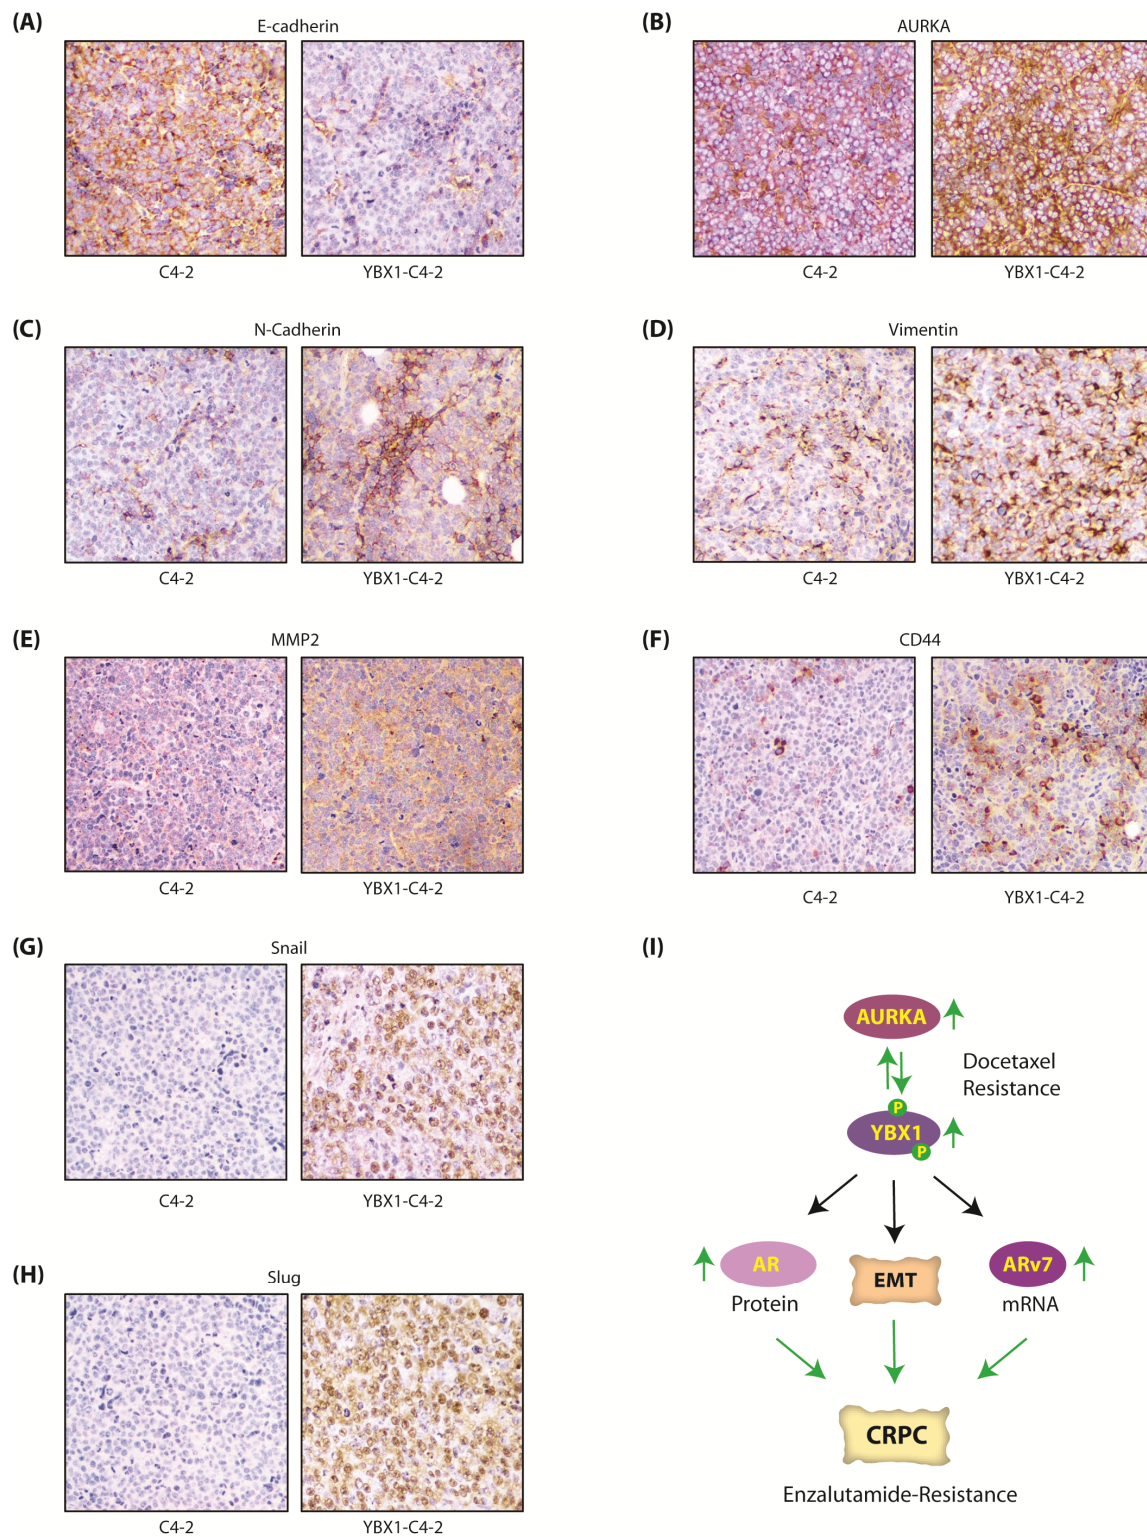 (A)
E-cadherin
C4-2
YBX1-C4-2
(B)
AURKA
C4-2
YBX1-C4-2
(C)
N-Cadherin
C4-2
YBX1-C4-2
(D)
Vimentin
C4-2
YBX1-C4-2
(E)
MMP2
C4-2
YBX1-C4-2
(F)
CD44
C4-2
YBX1-C4-2
(G)
Snail
C4-2
YBX1-C4-2
(H)
Slug
C4-2
YBX1-C4-2
(I)
AURKA
Docetaxel
Resistance
P
YBX1
P
AR
Protein
EMT
ARv7
mRNA
CRPC
Enzalutamide-Resistance